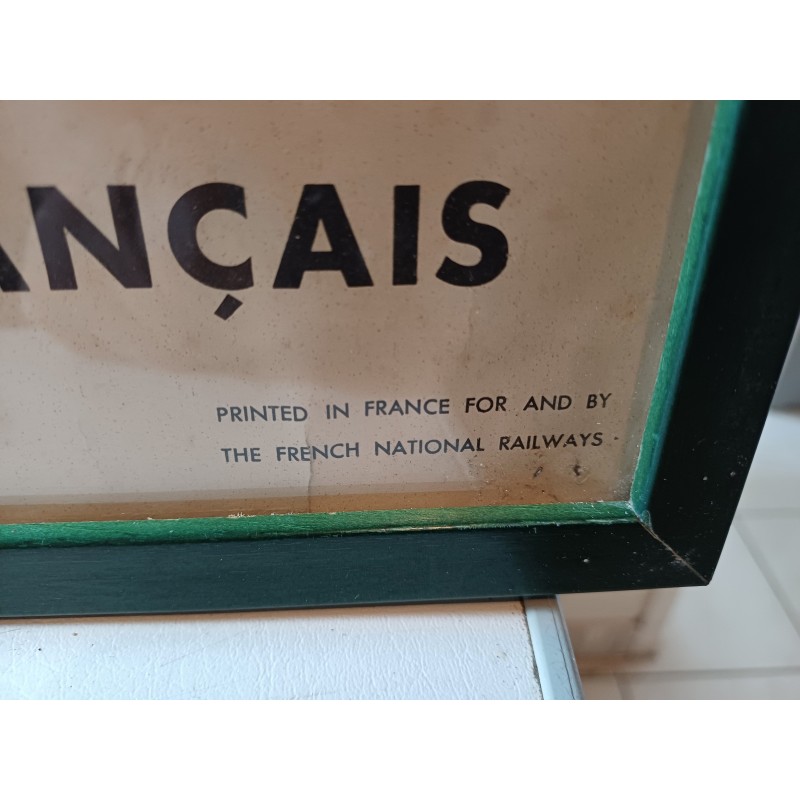 ANÇAIS
PRINTED IN FRANCE FOR AND BY
THE FRENCH NATIONAL RAILWAYS